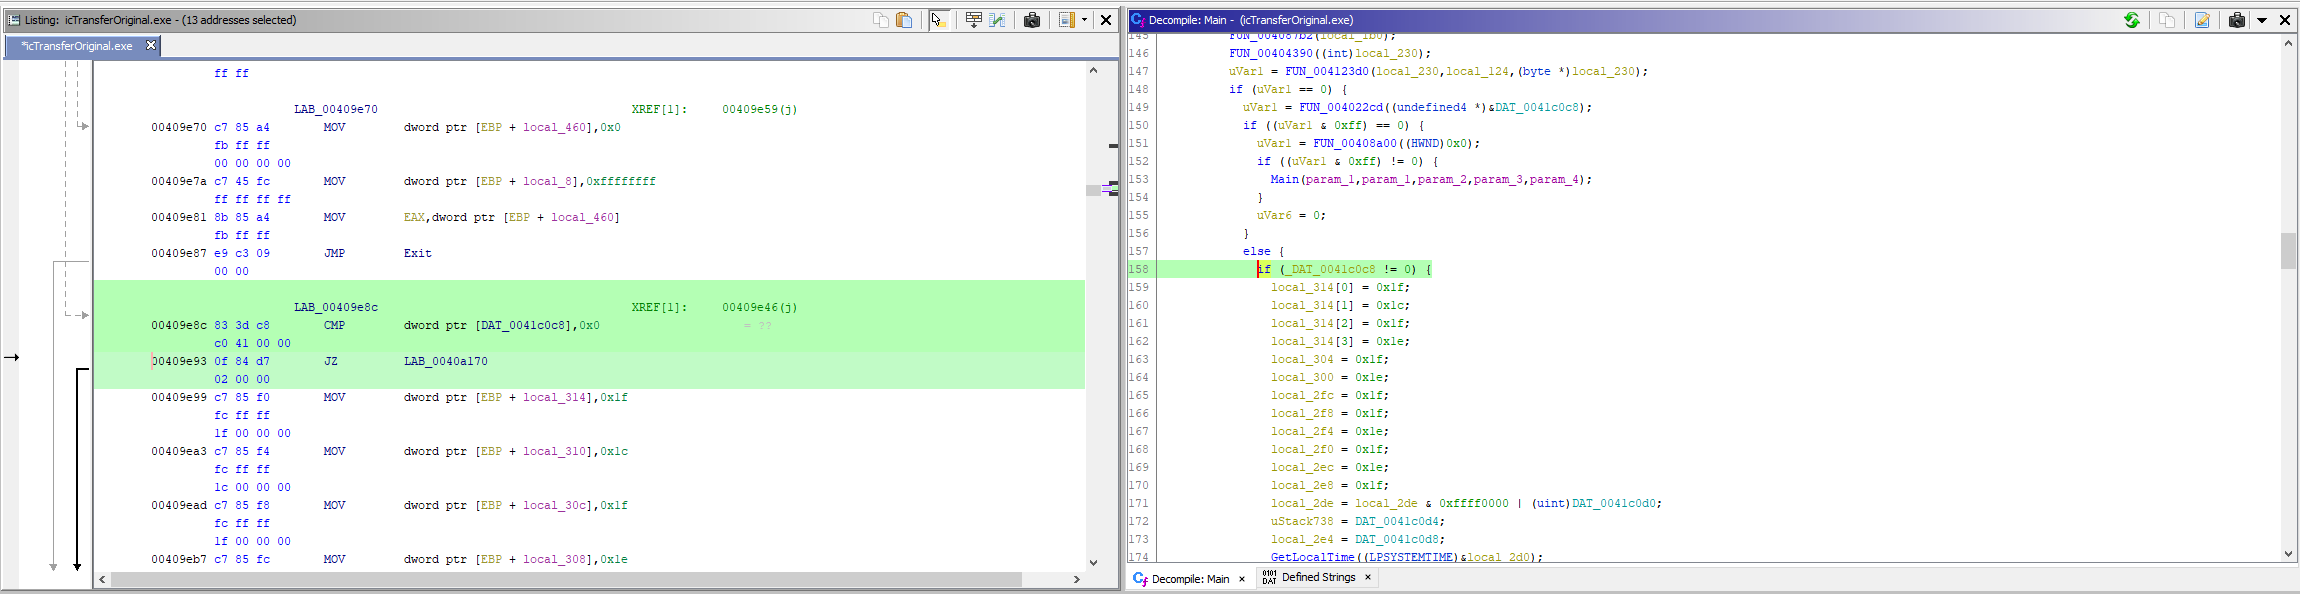 Listing: icTransferOriginal.exe - (13 addresses selected)
*icTransferOriginal.exe
ff ff
LAB_00409e70 XREF[1]: 00409e59(j)
00409e70 c7 85 a4 MOV dword ptr [EBP + local_460],0x0
fb ff ff
00 00 00 00
00409e7a c7 45 fc MOV dword ptr [EBP + local_8],0xffffffff
ff ff ff ff
00409e81 8b 85 a4 MOV EAX,dword ptr [EBP + local_460]
fb ff ff
00409e87 e9 c3 09 JMP Exit
00 00
LAB_00409e8c XREF[1]: 00409e46(j)
00409e8c 83 3d c8 CMP dword ptr [DAT_0041c0c8],0x0 = ??
c0 41 00 00
00409e93 0f 84 d7 JZ LAB_0040a170
02 00 00
00409e99 c7 85 f0 MOV dword ptr [EBP + local_314],0x1f
fc ff ff
1f 00 00 00
00409ea3 c7 85 f4 MOV dword ptr [EBP + local_310],0x1c
fc ff ff
1c 00 00 00
00409ead c7 85 f8 MOV dword ptr [EBP + local_30c],0x1f
fc ff ff
1f 00 00 00
00409eb7 c7 85 fc MOV dword ptr [EBP + local_308],0x1e
Decompile: Main - (icTransferOriginal.exe)
145 FUN_004087b2(local_1b0);
146 FUN_00404390((int)local_230);
147 uVar1 = FUN_004123d0(local_230,local_124,(byte *)local_230);
148 if (uVar1 == 0) {
149 uVar1 = FUN_004022cd((undefined4 *)&DAT_0041c0c8);
150 if ((uVar1 & 0xff) == 0) {
151 uVar1 = FUN_00408a00((HWND)0x0);
152 if ((uVar1 & 0xff) != 0) {
153 Main(param_1,param_1,param_2,param_3,param_4);
154 }
155 uVar6 = 0;
156 }
157 else {
158 if (_DAT_0041c0c8 != 0) {
159 local_314[0] = 0x1f;
160 local_314[1] = 0x1c;
161 local_314[2] = 0x1f;
162 local_314[3] = 0x1e;
163 local_304 = 0x1f;
164 local_300 = 0x1e;
165 local_2fc = 0x1f;
166 local_2f8 = 0x1f;
167 local_2f4 = 0x1e;
168 local_2f0 = 0x1f;
169 local_2ec = 0x1e;
170 local_2e8 = 0x1f;
171 local_2de = local_2de & 0xffff0000 | (uint)DAT_0041c0d0;
172 uStack738 = DAT_0041c0d4;
173 local_2e4 = DAT_0041c0d8;
174 GetLocalTime((LPSYSTEMTIME)&local_2d0);
Decompile: Main
Defined Strings